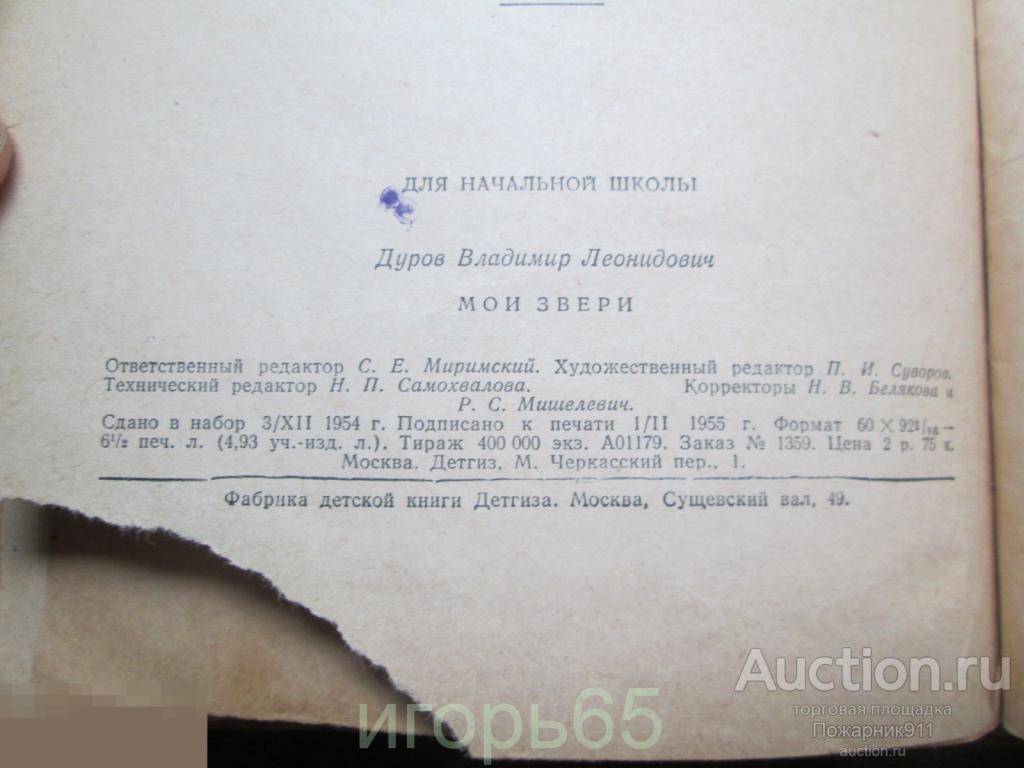 ДЛЯ НАЧАЛЬНОЙ ШКОЛЫ
Дуров Владимир Леонидович
МОИ ЗВЕРИ
Ответственный редактор С. Е. Миримский. Художественный редактор П. И. Суворов.
Технический редактор Н. П. Самохвалова. Корректоры Н. В. Белякова и
Р. С. Мишелевич.
Сдано в набор 3/XII 1954 г. Подписано к печати 1/II 1955 г. Формат 60 × 92 1/16 –
6 1/2 печ. л. (4,93 уч.-изд. л.). Тираж 400 000 экз. А01179. Заказ № 1359. Цена 2 р. 75 к.
Москва. Детгиз, М. Черкасский пер., 1.
Фабрика детской книги Детгиза. Москва, Сущевский вал, 49.
Auction.ru
торговая площадка
Пожарник911
auction.ru
игорь65